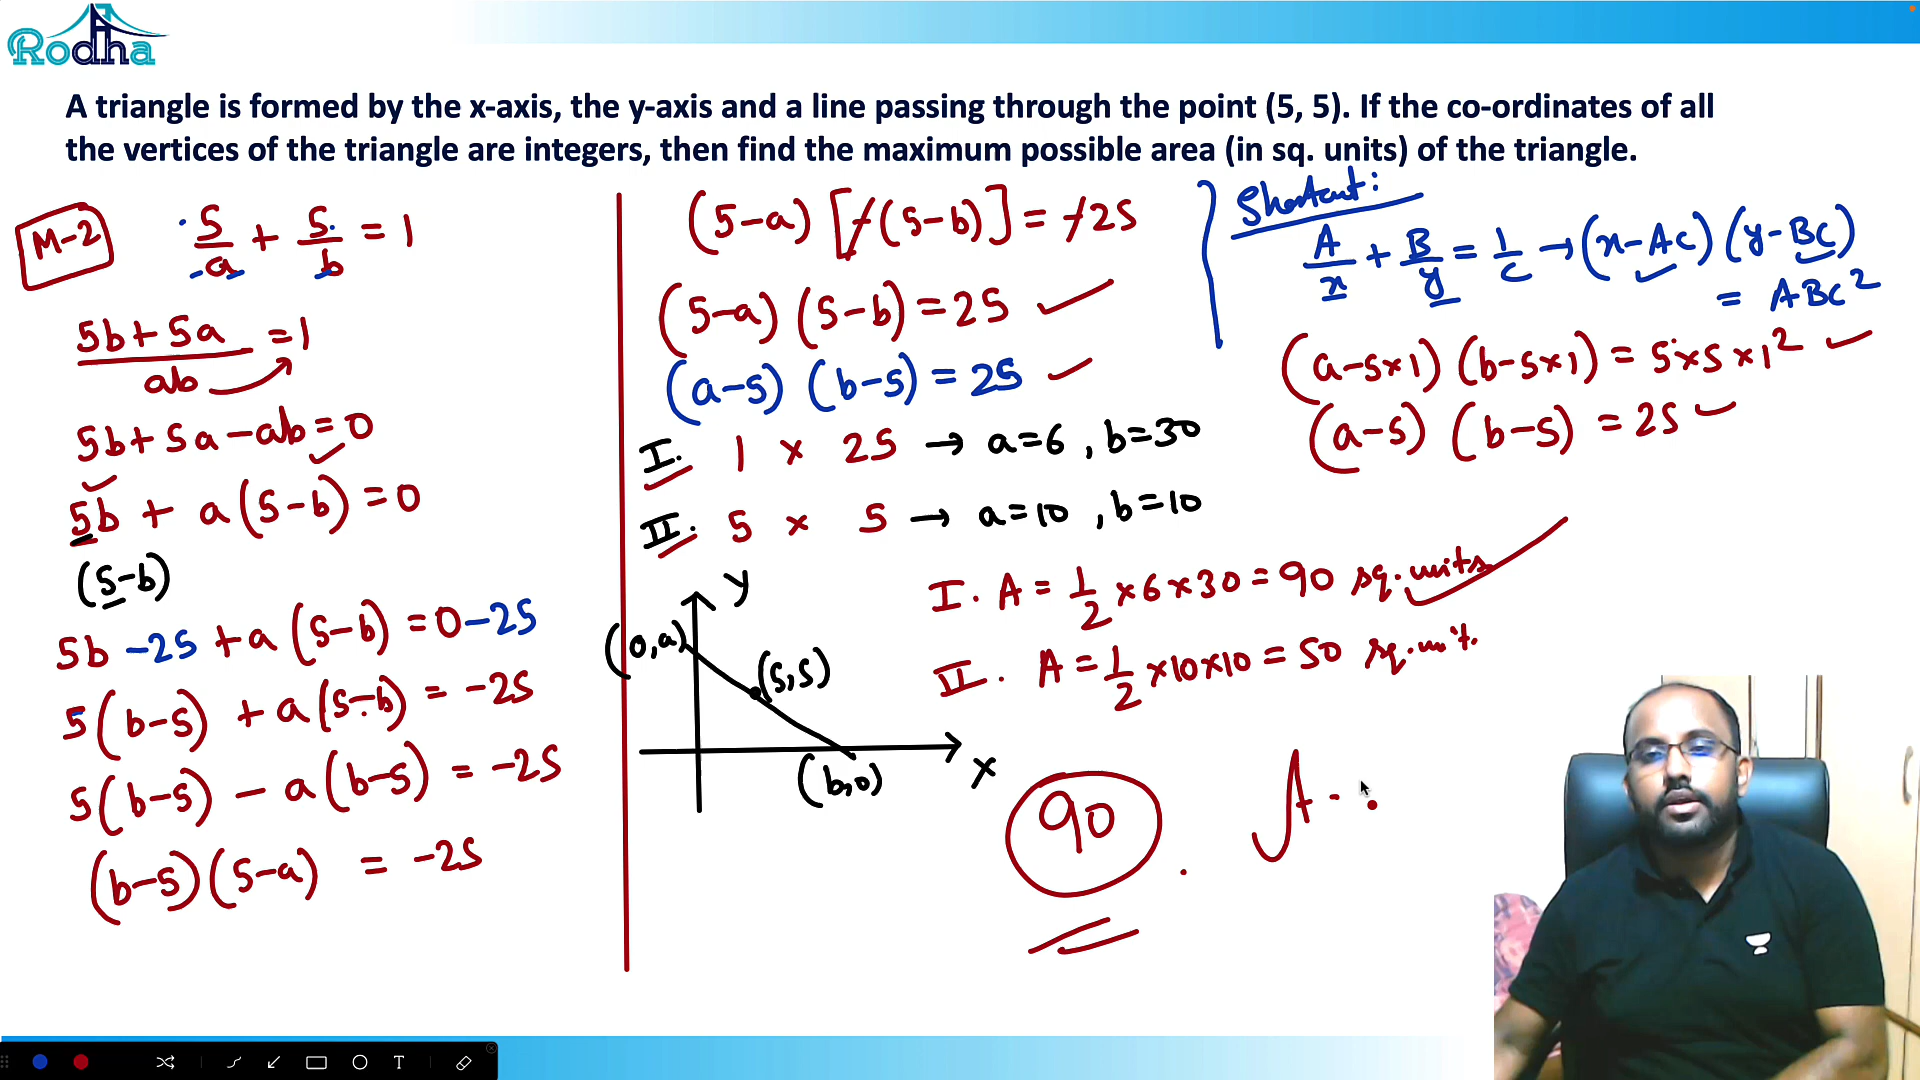 Rodha
A triangle is formed by the x-axis, the y-axis and a line passing through the point (5, 5). If the co-ordinates of all
the vertices of the triangle are integers, then find the maximum possible area (in sq. units) of the triangle.
M-2
5/a + 5/b = 1
(5b+5a)/ab = 1
5b+5a-ab=0
5b + a(5-b) = 0
(5-b)
5b -25 +a(5-b) = 0-25
5(b-5) + a(5-b) = -25
5(b-5) - a(b-5) = -25
(b-5)(5-a) = -25
(5-a)[-(5-b)] = -25
(5-a)(5-b) = 25
(a-5)(b-5) = 25
I. 1 × 25 → a=6, b=30
II. 5 × 5 → a=10, b=10
y
(0,a)
(5,5)
(b,0)
x
I. A = 1/2 ×6×30 = 90 sq.units
II. A = 1/2 ×10×10 = 50 sq.unit.
90
A
Shortcut:
A/x + B/y = 1/C → (x-AC)(y-BC)
= ABC²
(a-5×1)(b-5×1) = 5×5×1²
(a-5)(b-5) = 25
T